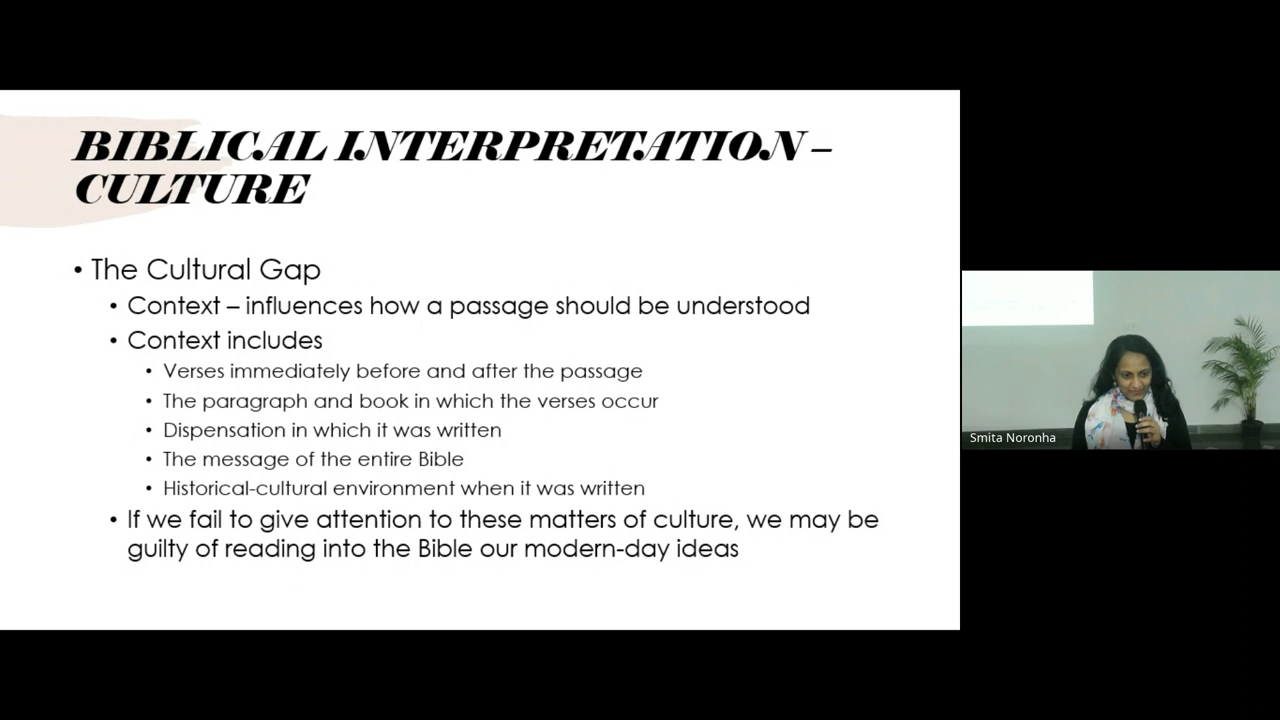 BIBLICAL INTERPRETATION –
CULTURE
• The Cultural Gap
• Context – influences how a passage should be understood
• Context includes
• Verses immediately before and after the passage
• The paragraph and book in which the verses occur
• Dispensation in which it was written
• The message of the entire Bible
• Historical-cultural environment when it was written
• If we fail to give attention to these matters of culture, we may be
guilty of reading into the Bible our modern-day ideas
Smita Noronha